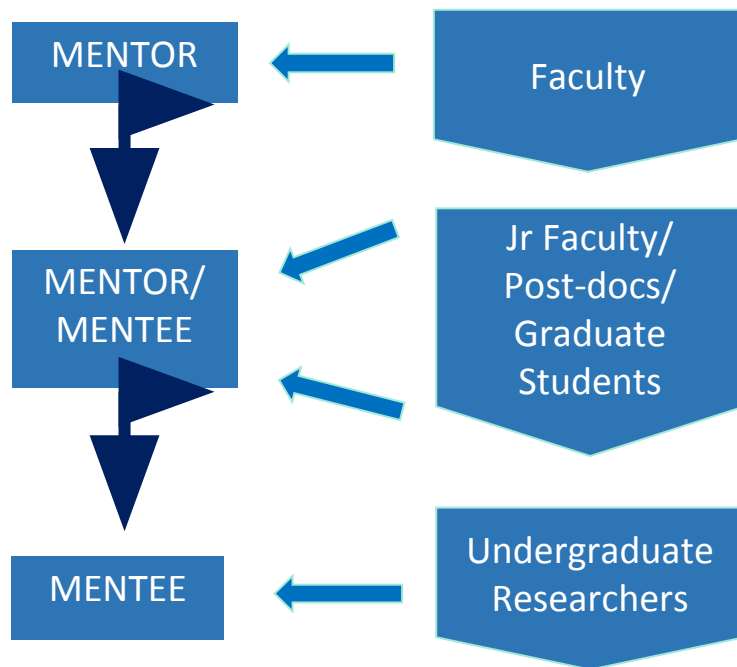 MENTOR
Faculty
MENTOR/
MENTEE
Jr Faculty/
Post-docs/
Graduate
Students
MENTEE
Undergraduate
Researchers